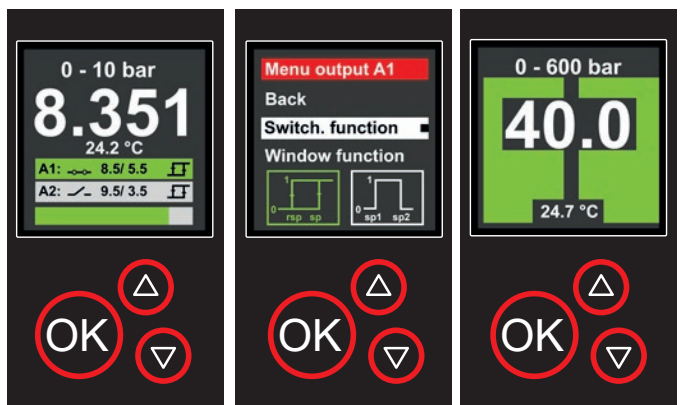 0 - 10 bar
8.351
24.2 °C
A1: 8.5/ 5.5
A2: 9.5/ 3.5
OK
Menu output A1
Back
Switch. function
Window function
1
0
rsp sp
1
0
sp1 sp2
OK
0 - 600 bar
40.0
24.7 °C
OK